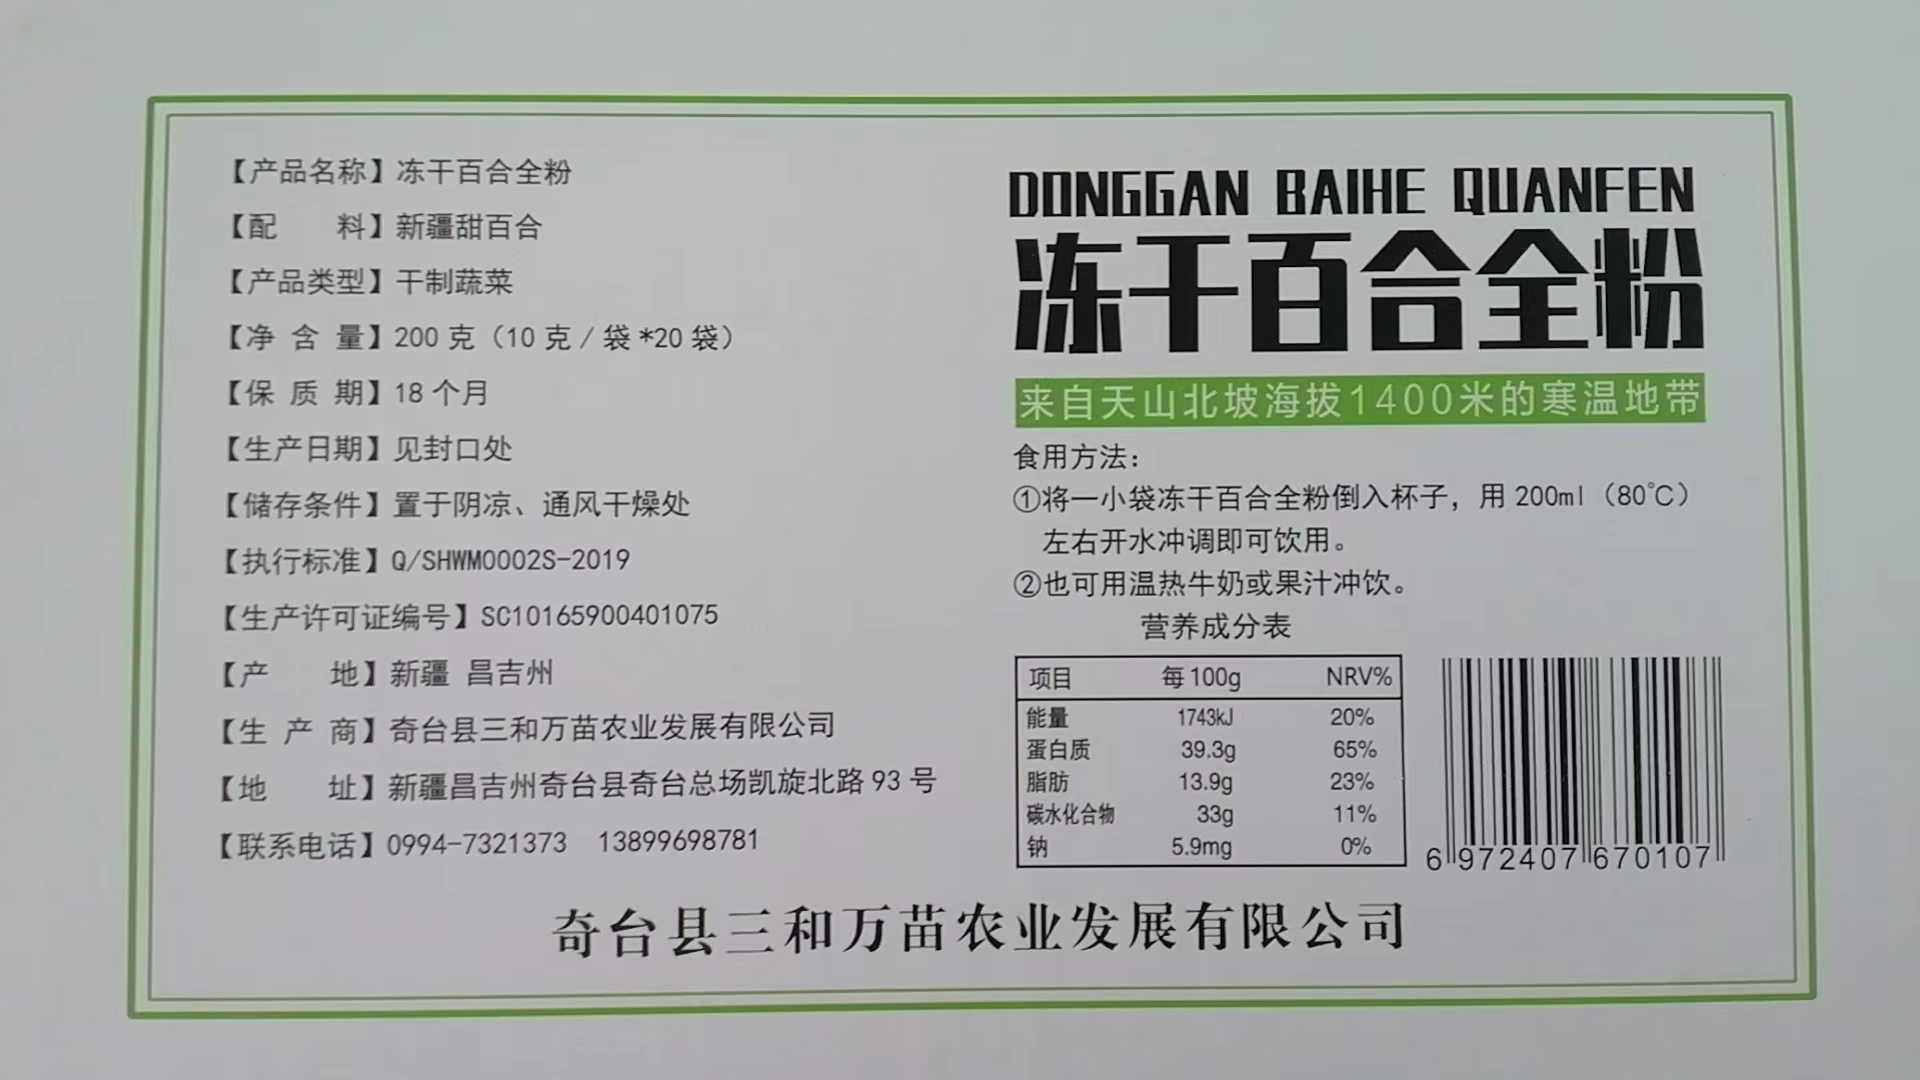 【产品名称】冻干百合全粉
【配　　料】新疆甜百合
【产品类型】干制蔬菜
【净 含 量】200 克（10 克 / 袋 *20 袋）
【保 质 期】18 个月
【生产日期】见封口处
【储存条件】置于阴凉、通风干燥处
【执行标准】Q/SHWM0002S-2019
【生产许可证编号】SC10165900401075
【产　　地】新疆 昌吉州
【生 产 商】奇台县三和万苗农业发展有限公司
【地　　址】新疆昌吉州奇台县奇台总场凯旋北路 93 号
【联系电话】0994-7321373　13899698781
DONGGAN BAIHE QUANFEN
冻干百合全粉
来自天山北坡海拔1400米的寒温地带
食用方法：
①将一小袋冻干百合全粉倒入杯子，用 200ml（80℃）
左右开水冲调即可饮用。
②也可用温热牛奶或果汁冲饮。
营养成分表
项目 每100g NRV%
能量 1743kJ 20%
蛋白质 39.3g 65%
脂肪 13.9g 23%
碳水化合物 33g 11%
钠 5.9mg 0%
6 972407 670107
奇台县三和万苗农业发展有限公司